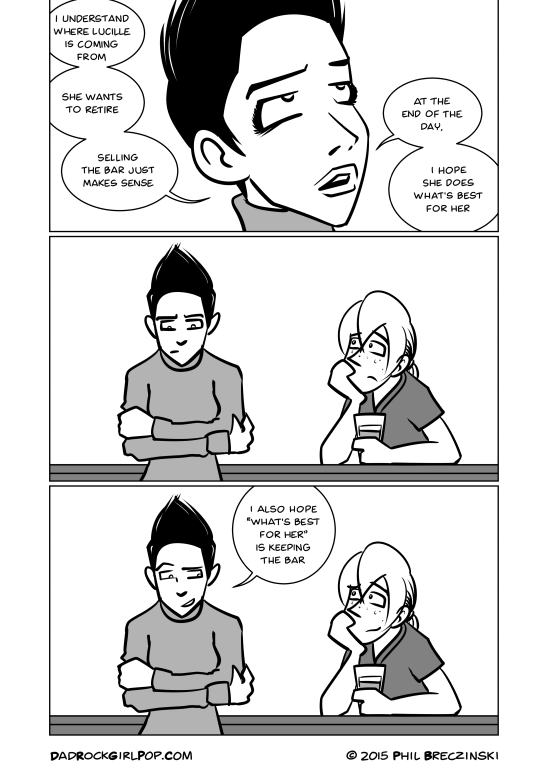 I UNDERSTAND
WHERE LUCILLE
IS COMING
FROM
SHE WANTS
TO RETIRE
SELLING
THE BAR JUST
MAKES SENSE
AT THE
END OF THE
DAY,
I HOPE
SHE DOES
WHAT'S BEST
FOR HER
I ALSO HOPE
"WHAT'S BEST
FOR HER"
IS KEEPING
THE BAR
DADROCKGIRLPOP.COM
© 2015 PHIL BRECZINSKI